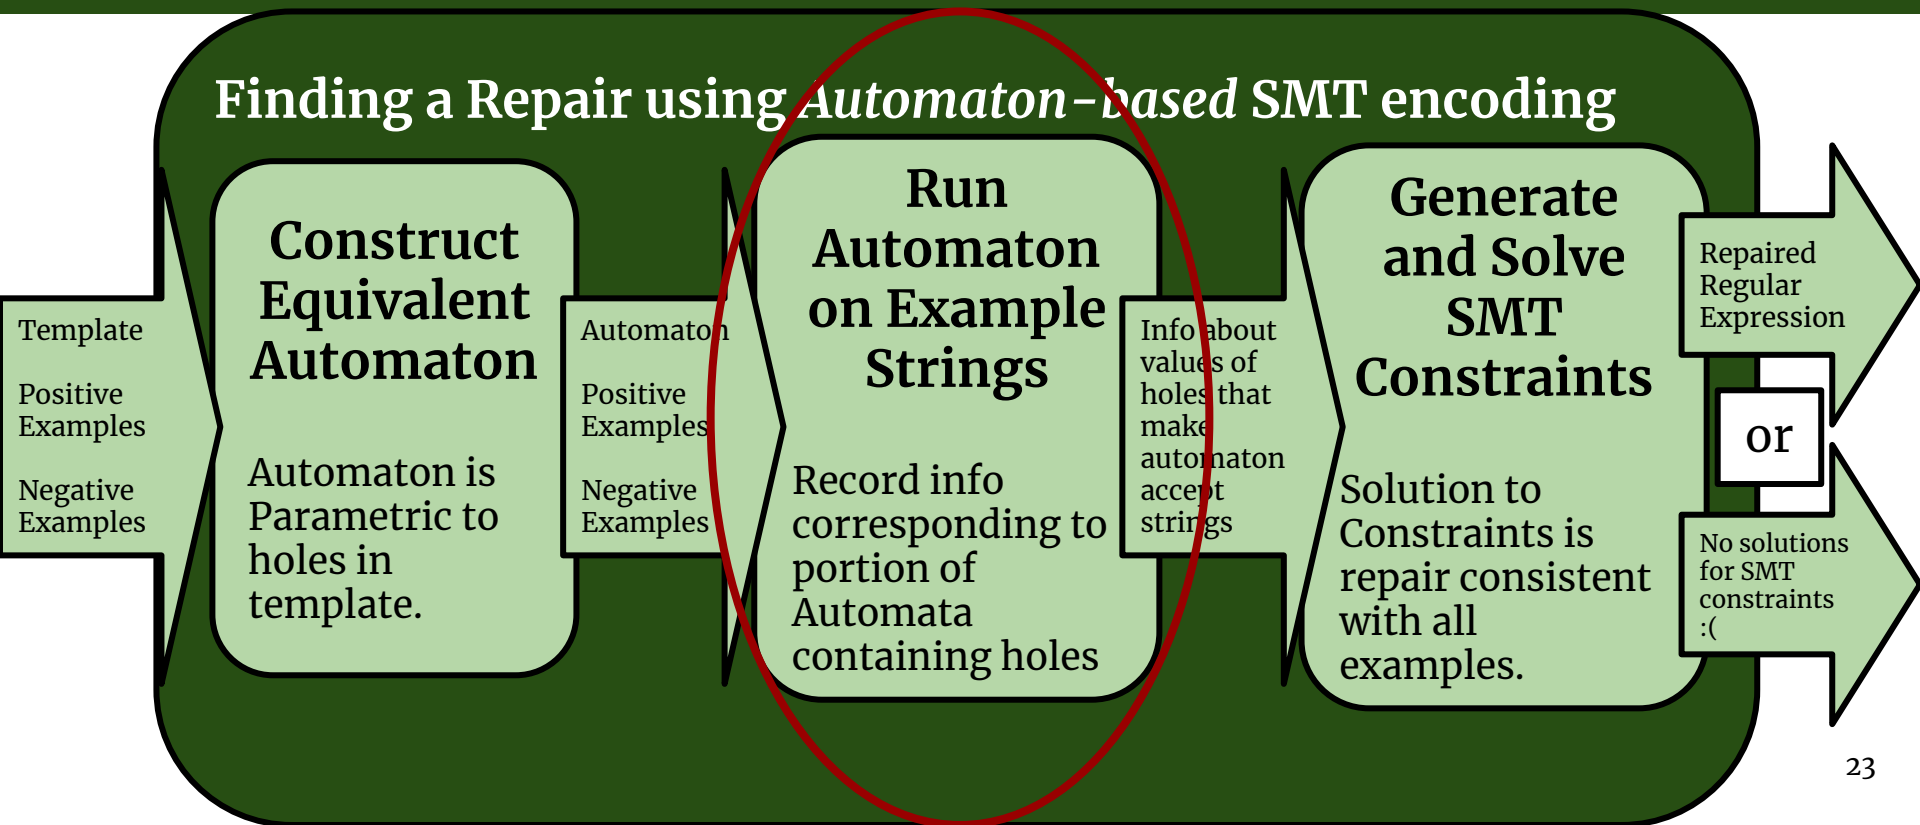 Finding a Repair using Automaton-based SMT encoding
Template
Positive
Examples
Negative
Examples
Construct
Equivalent
Automaton
Automaton is
Parametric to
holes in
template.
Automaton
Positive
Examples
Negative
Examples
Run
Automaton
on Example
Strings
Record info
corresponding to
portion of
Automata
containing holes
Info about
values of
holes that
make
automaton
accept
strings
Generate
and Solve
SMT
Constraints
Solution to
Constraints is
repair consistent
with all
examples.
Repaired
Regular
Expression
or
No solutions
for SMT
constraints
:(
23